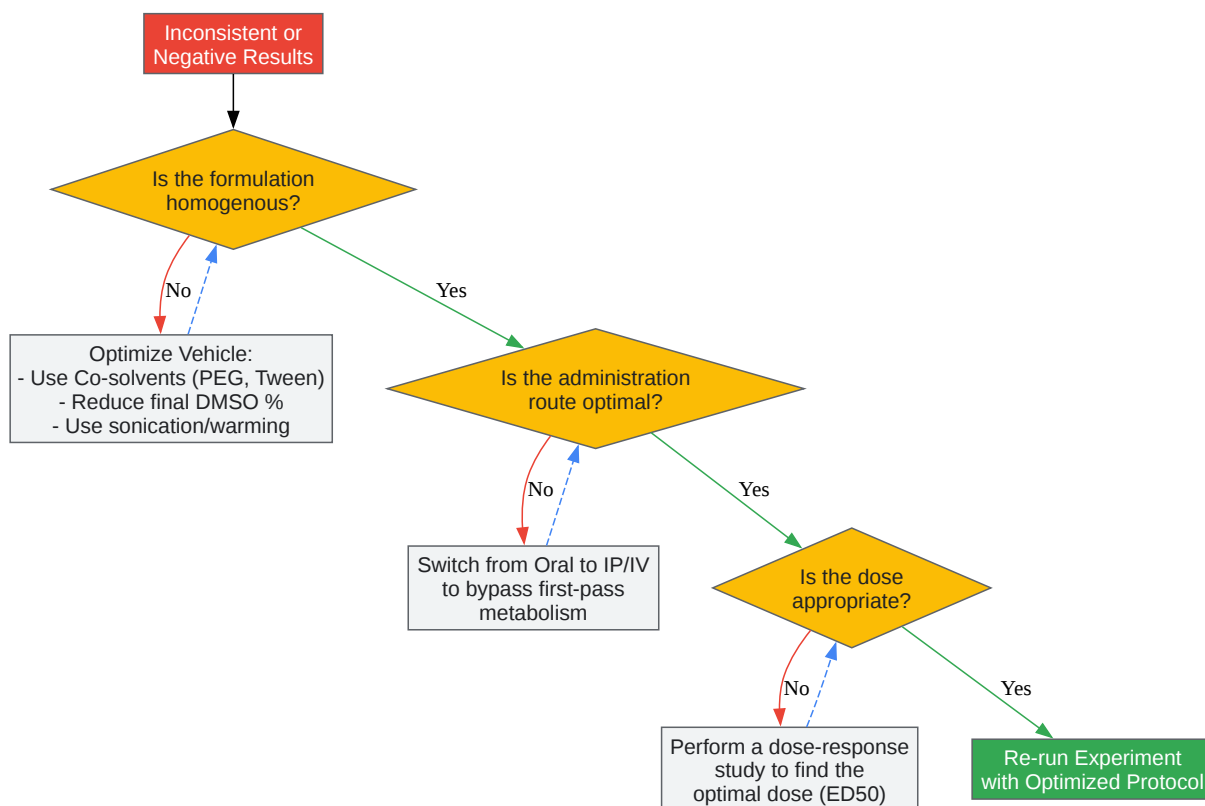 Inconsistent or
Negative Results
Is the formulation
homogenous?
No
Yes
Optimize Vehicle:
- Use Co-solvents (PEG, Tween)
- Reduce final DMSO %
- Use sonication/warming
Is the administration
route optimal?
No
Yes
Switch from Oral to IP/IV
to bypass first-pass
metabolism
Is the dose
appropriate?
No
Yes
Perform a dose-response
study to find the
optimal dose (ED50)
Re-run Experiment
with Optimized Protocol